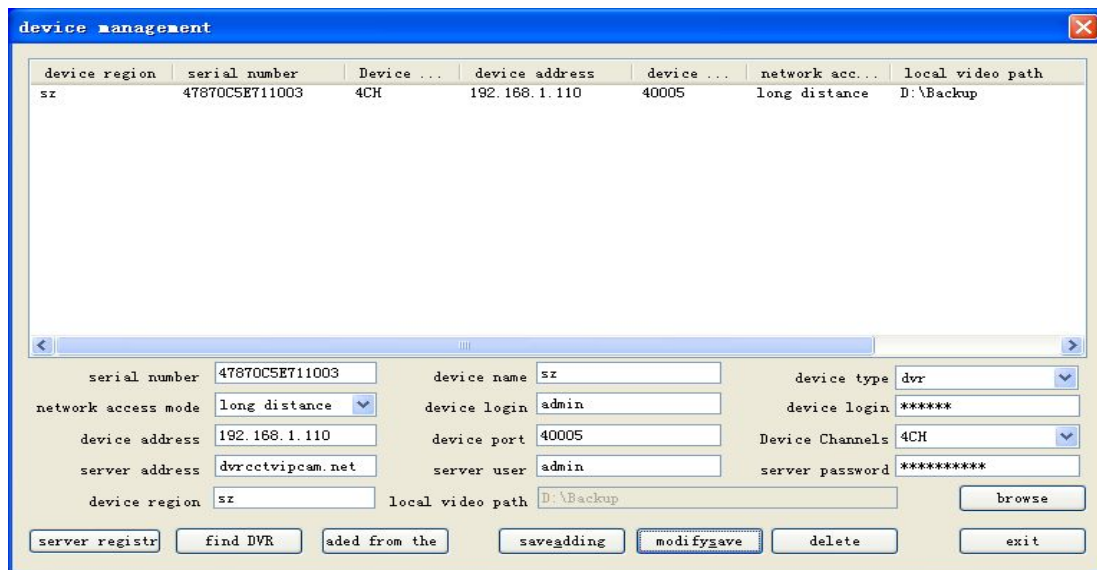 device management
device region serial number Device ... device address device ... network acc... local video path
sz 47870C5E711003 4CH 192.168.1.110 40005 long distance D:\Backup
serial number 47870C5E711003 device name sz device type dvr
network access mode long distance device login admin device login ******
device address 192.168.1.110 device port 40005 Device Channels 4CH
server address dvrcctvipcam.net server user admin server password **********
device region sz local video path D:\Backup browse
server registr find DVR aded from the saveadding modifysave delete exit